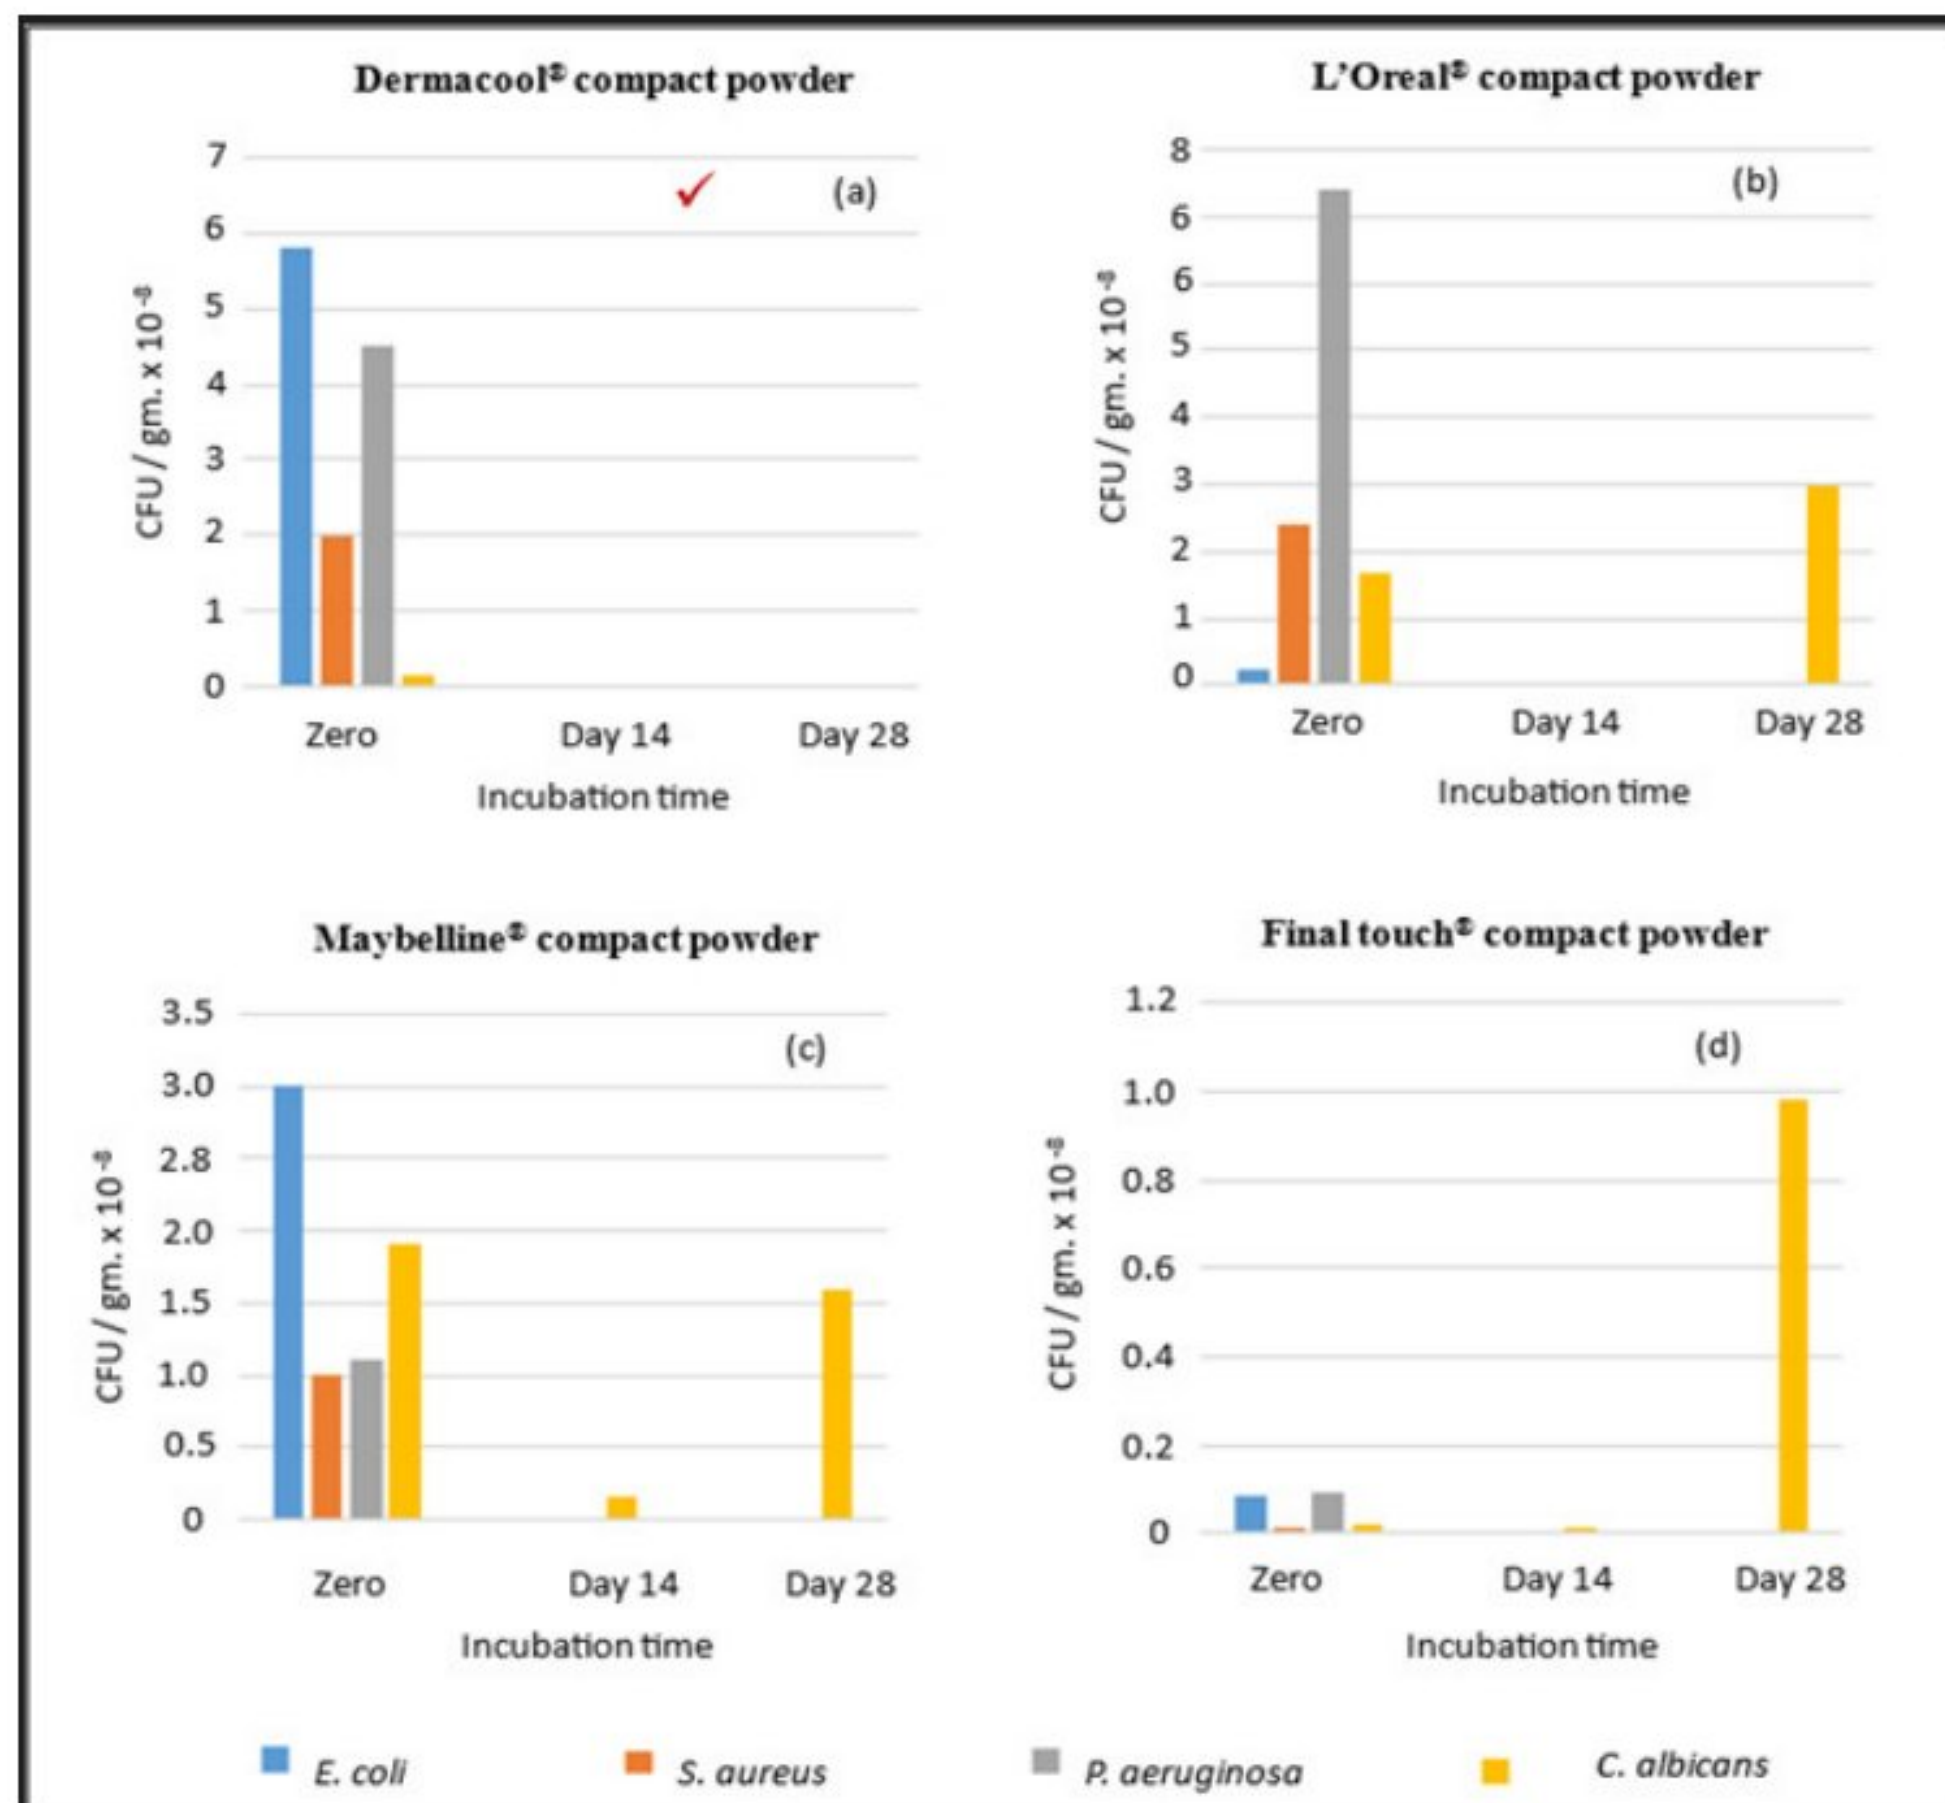 Dermacool® compact powder
7
6
5
4
3
2
1
0
CFU / gm. x 10⁻⁸
(a)
Zero Day 14 Day 28
Incubation time
L’Oreal® compact powder
8
6
6
5
4
3
2
1
0
CFU / gm. x 10⁻⁸
(b)
Zero Day 14 Day 28
Incubation time
Maybelline® compact powder
3.5
3.0
2.8
2.0
1.5
1.0
0.5
0
CFU / gm. x 10⁻⁸
(c)
Zero Day 14 Day 28
Incubation time
Final touch® compact powder
1.2
1.0
0.8
0.6
0.4
0.2
0
CFU / gm. x 10⁻⁸
(d)
Zero Day 14 Day 28
Incubation time
E. coli S. aureus P. aeruginosa C. albicans